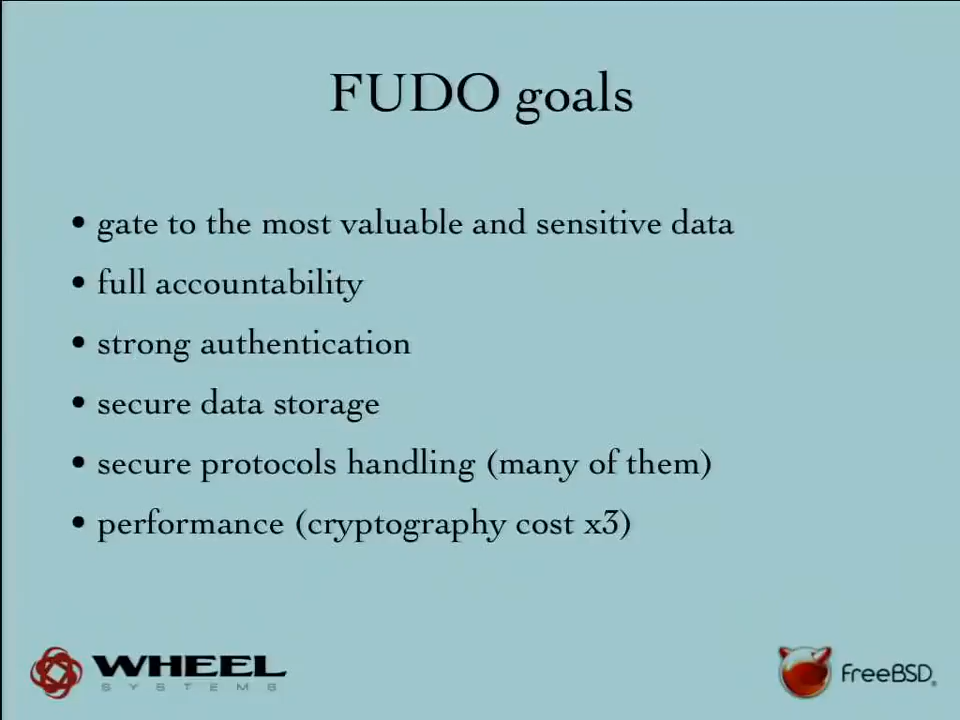 FUDO goals
• gate to the most valuable and sensitive data
• full accountability
• strong authentication
• secure data storage
• secure protocols handling (many of them)
• performance (cryptography cost x3)
WHEEL
SYSTEMS
FreeBSD®